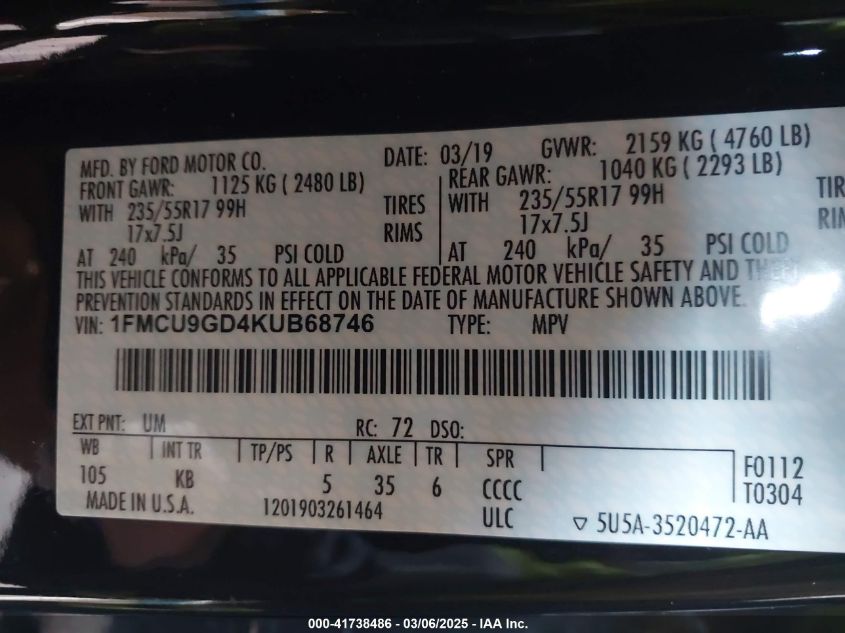 MFD. BY FORD MOTOR CO. DATE: 03/19 GVWR: 2159 KG ( 4760 LB)
FRONT GAWR: 1125 KG ( 2480 LB) REAR GAWR: 1040 KG ( 2293 LB)
WITH 235/55R17 99H TIRES WITH 235/55R17 99H TIR
17x7.5J RIMS 17x7.5J RIM
AT 240 kPa/ 35 PSI COLD AT 240 kPa/ 35 PSI COLD
THIS VEHICLE CONFORMS TO ALL APPLICABLE FEDERAL MOTOR VEHICLE SAFETY AND THEFT
PREVENTION STANDARDS IN EFFECT ON THE DATE OF MANUFACTURE SHOWN ABOVE.
VIN: 1FMCU9GD4KUB68746 TYPE: MPV
EXT PNT: UM RC: 72 DSO:
WB INT TR TP/PS R AXLE TR SPR F0112
105 KB 5 35 6 CCCC T0304
MADE IN U.S.A. 1201903261464 ULC ▽ 5U5A-3520472-AA
000-41738486 - 03/06/2025 - IAA Inc.